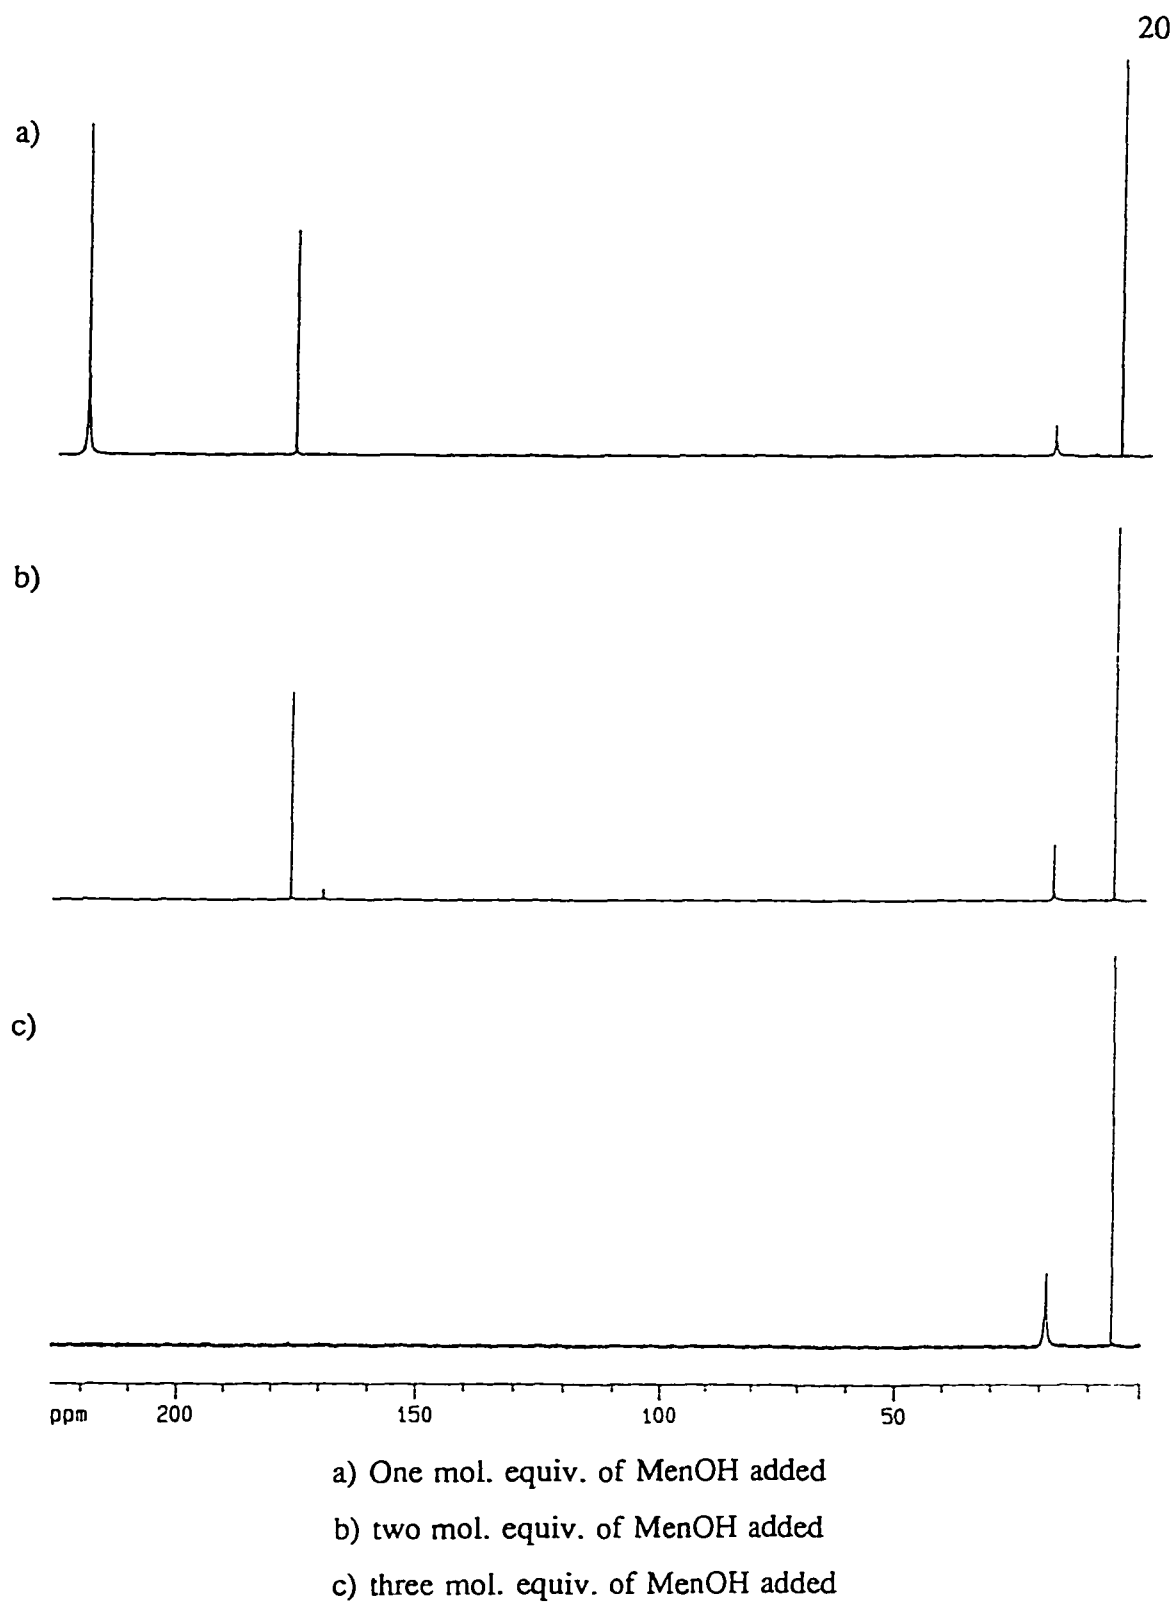 20
a)
b)
c)
ppm 200 150 100 50
a) One mol. equiv. of MenOH added
b) two mol. equiv. of MenOH added
c) three mol. equiv. of MenOH added